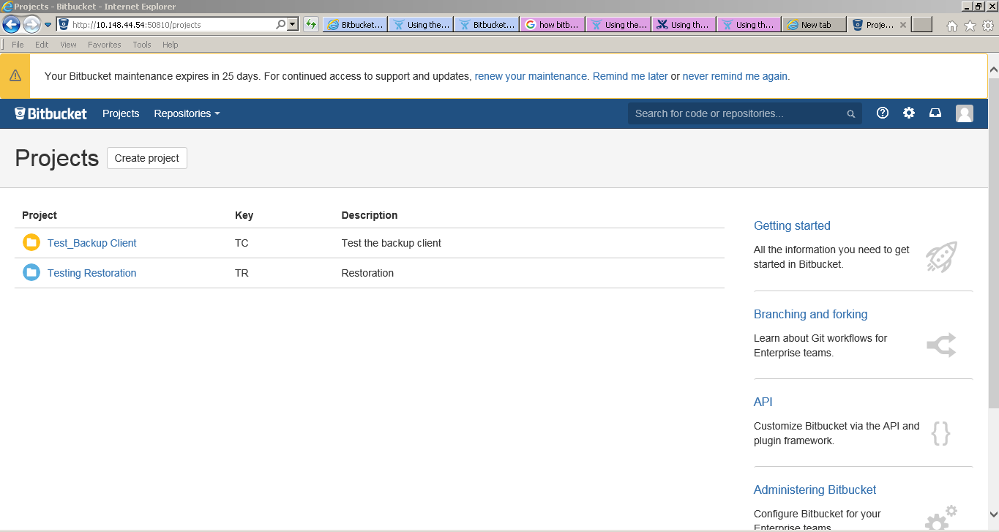 Projects - Bitbucket - Internet Explorer
http://10.148.44.54:50810/projects
Bitbucket... Using the... Bitbucket... how bitb... Using the... Using th... Using th... New tab Proje...
File Edit View Favorites Tools Help
Your Bitbucket maintenance expires in 25 days. For continued access to support and updates, renew your maintenance. Remind me later or never remind me again.
Bitbucket Projects Repositories Search for code or repositories...
Projects Create project
Project Key Description
Test_Backup Client TC Test the backup client
Testing Restoration TR Restoration
Getting started
All the information you need to get
started in Bitbucket.
Branching and forking
Learn about Git workflows for
Enterprise teams.
API
Customize Bitbucket via the API and
plugin framework.
Administering Bitbucket
Configure Bitbucket for your
Enterprise teams.